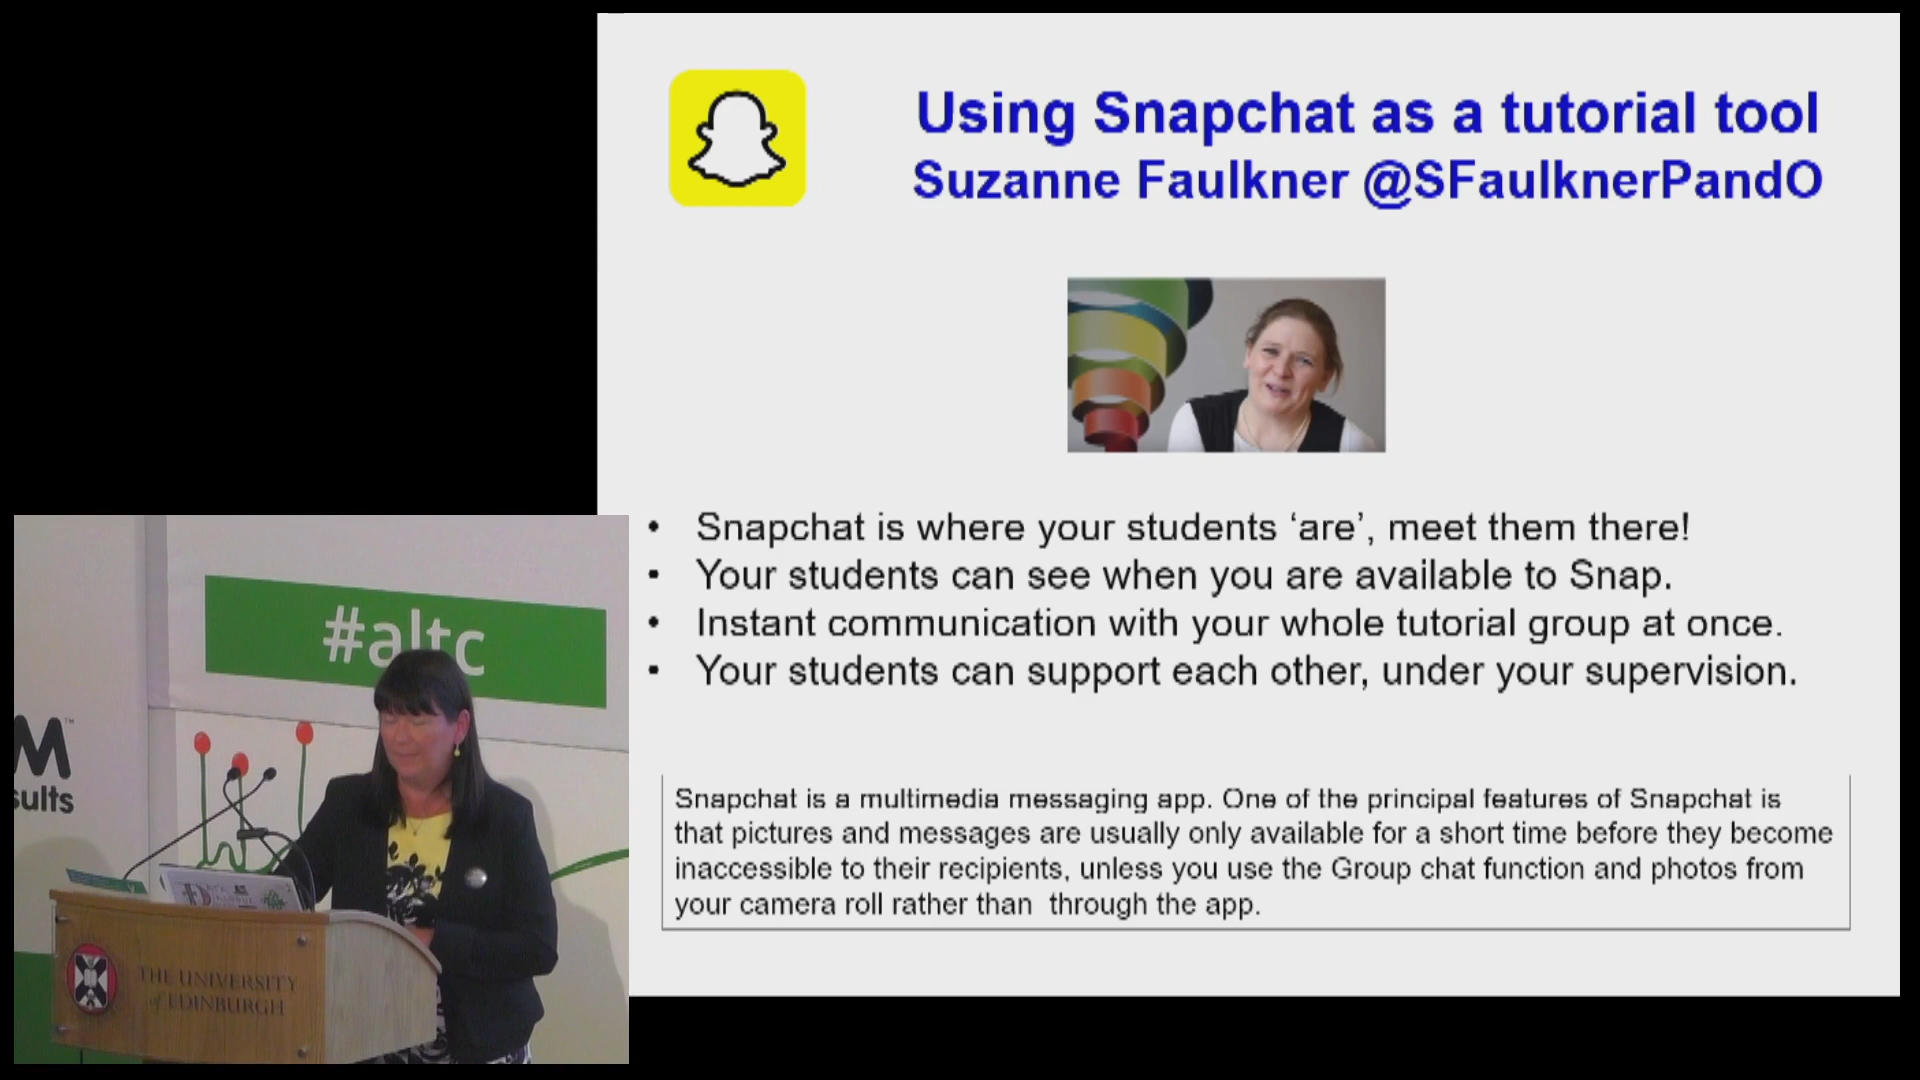 Using Snapchat as a tutorial tool
Suzanne Faulkner @SFaulknerPandO
• Snapchat is where your students ‘are’, meet them there!
• Your students can see when you are available to Snap.
• Instant communication with your whole tutorial group at once.
• Your students can support each other, under your supervision.
Snapchat is a multimedia messaging app. One of the principal features of Snapchat is
that pictures and messages are usually only available for a short time before they become
inaccessible to their recipients, unless you use the Group chat function and photos from
your camera roll rather than through the app.
#altc
M™
sults
THE UNIVERSITY
of EDINBURGH